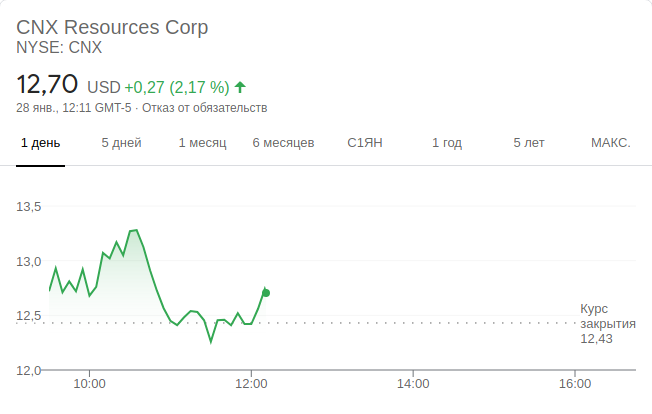 CNX Resources Corp
NYSE: CNX
12,70 USD +0,27 (2,17 %)
28 янв., 12:11 GMT-5 · Отказ от обязательств
1 день 5 дней 1 месяц 6 месяцев С1ЯН 1 год 5 лет МАКС.
13,5
13,0
12,5
12,0
Курс
закрытия
12,43
10:00 12:00 14:00 16:00